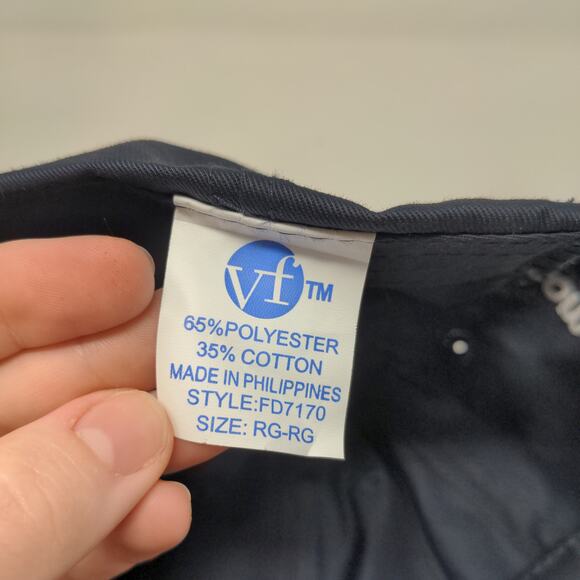 vf™
65%POLYESTER
35% COTTON
MADE IN PHILIPPINES
STYLE:FD7170
SIZE: RG-RG